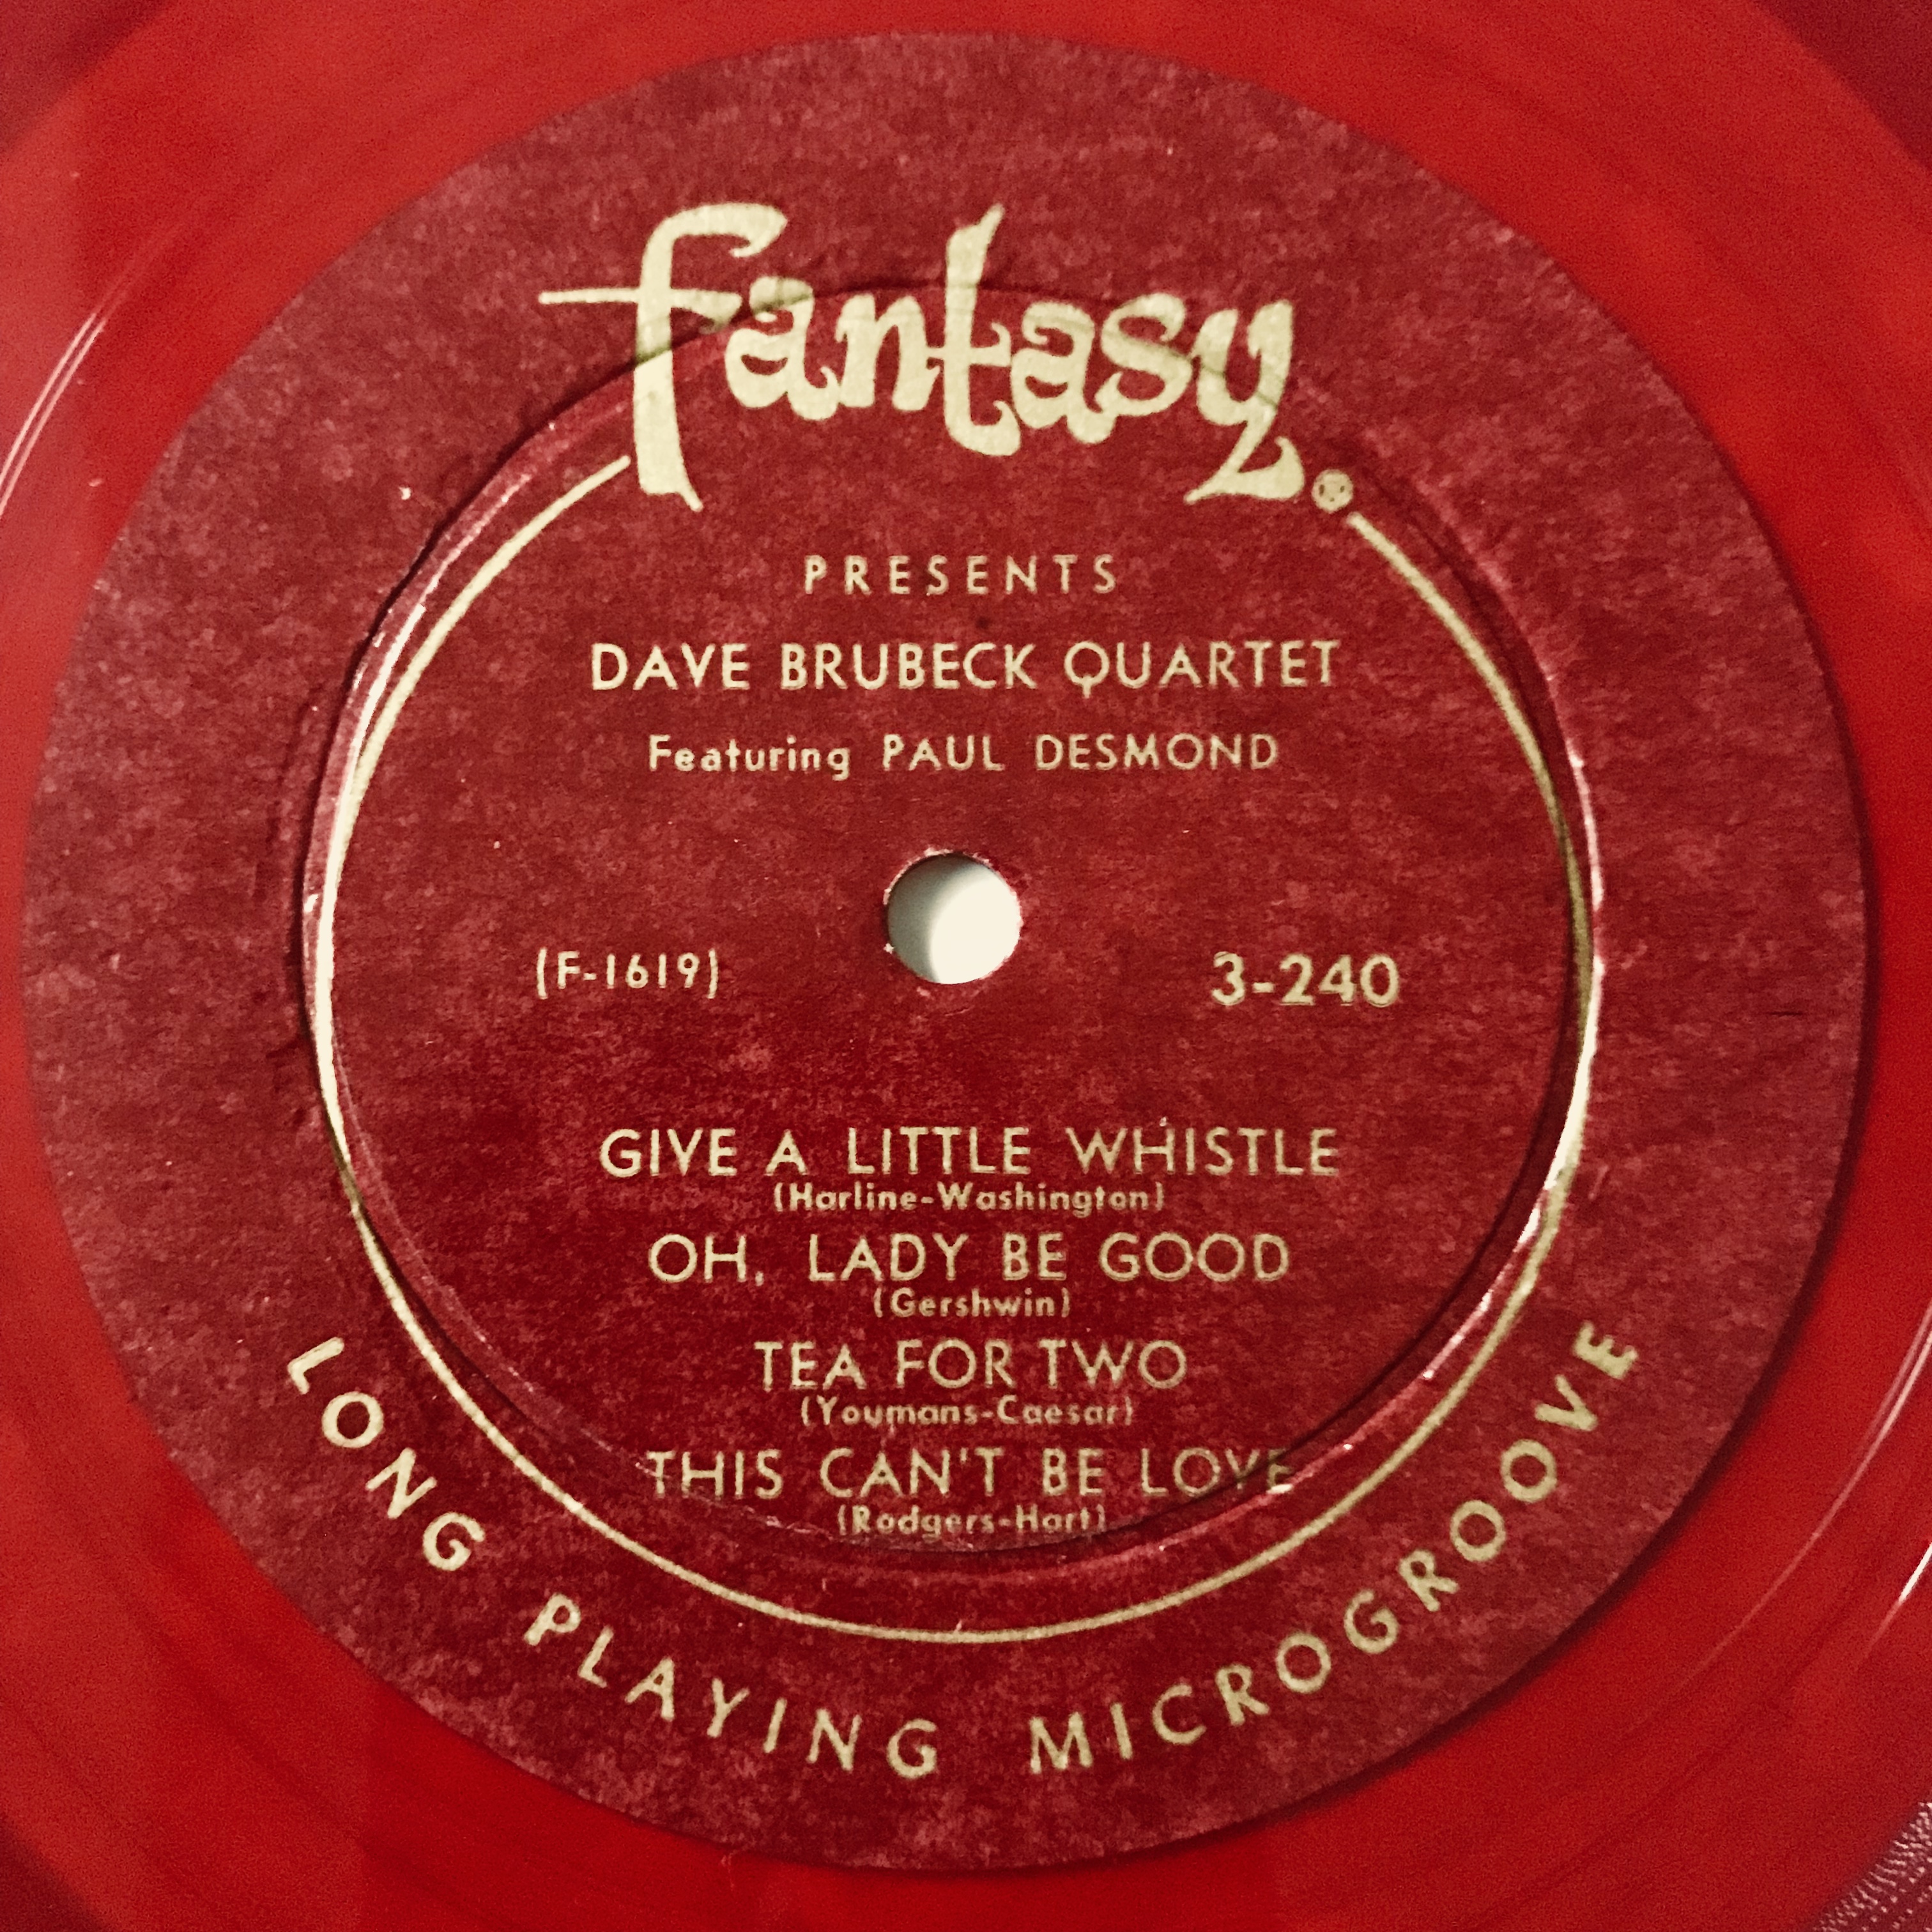 fantasy®
PRESENTS
DAVE BRUBECK QUARTET
Featuring PAUL DESMOND
(F-1619) 3-240
GIVE A LITTLE WHISTLE
(Harline-Washington)
OH, LADY BE GOOD
(Gershwin)
TEA FOR TWO
(Youmans-Caesar)
THIS CAN'T BE LOVE
(Rodgers-Hart)
LONG PLAYING MICROGROOVE